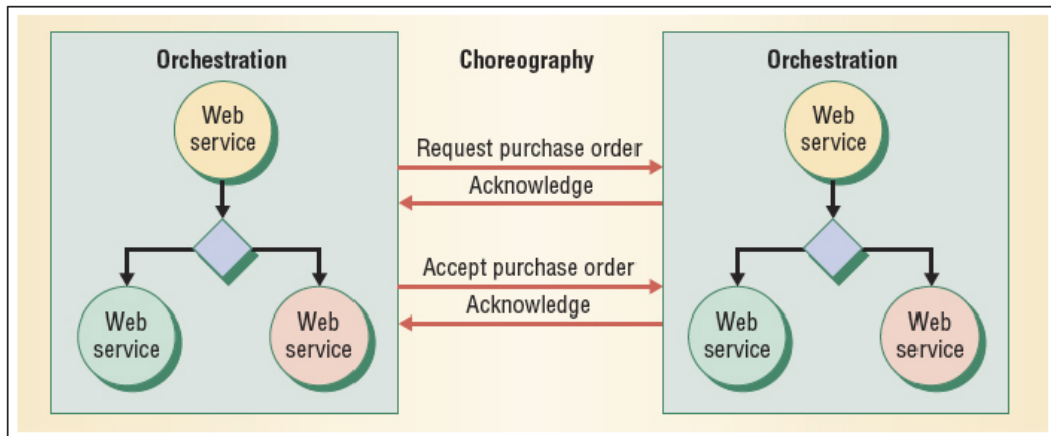 Orchestration
Web
service
Web
service
Web
service
Choreography
Request purchase order
Acknowledge
Accept purchase order
Acknowledge
Orchestration
Web
service
Web
service
Web
service